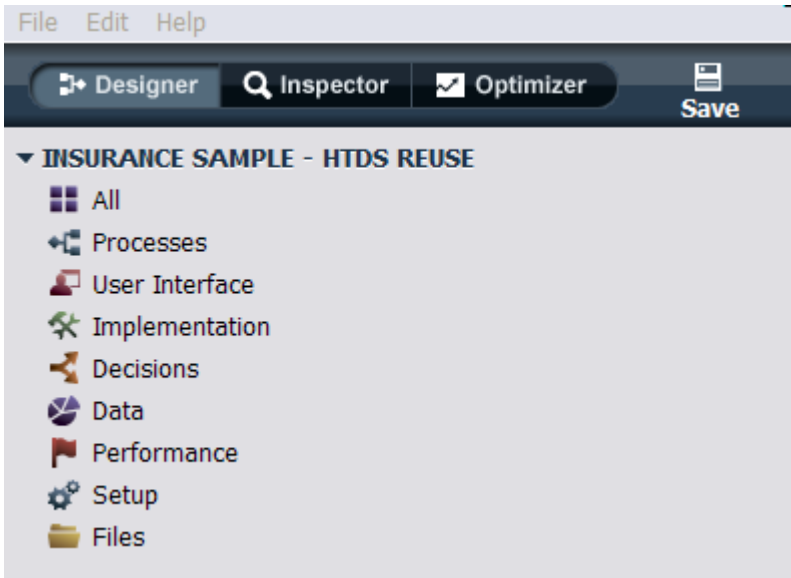 File Edit Help
Designer Inspector Optimizer Save
INSURANCE SAMPLE - HTDS REUSE
All
Processes
User Interface
Implementation
Decisions
Data
Performance
Setup
Files